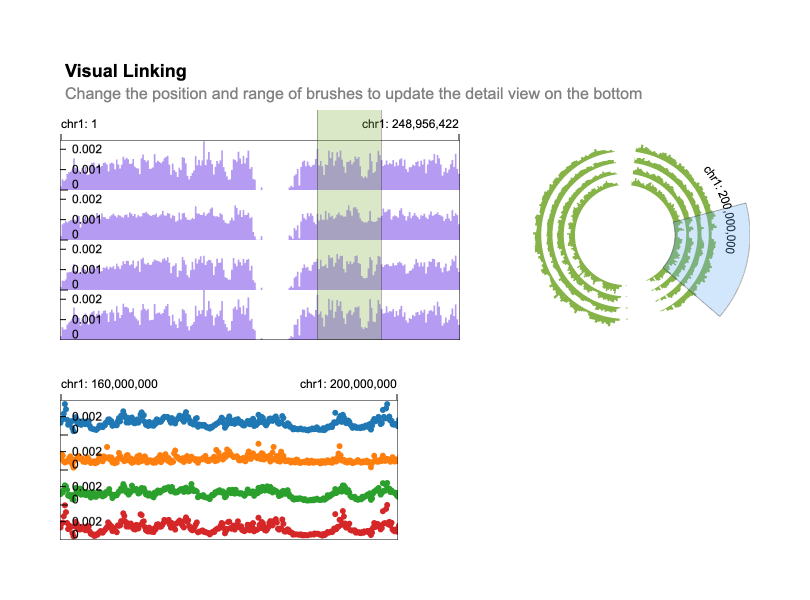 Visual Linking
Change the position and range of brushes to update the detail view on the bottom
chr1: 1
chr1: 248,956,422
0.002
0.001
0
0.002
0.001
0
0.002
0.001
0
0.002
0.001
0
chr1: 200,000,000
chr1: 160,000,000
chr1: 200,000,000
0.002
0
0.002
0
0.002
0
0.002
0